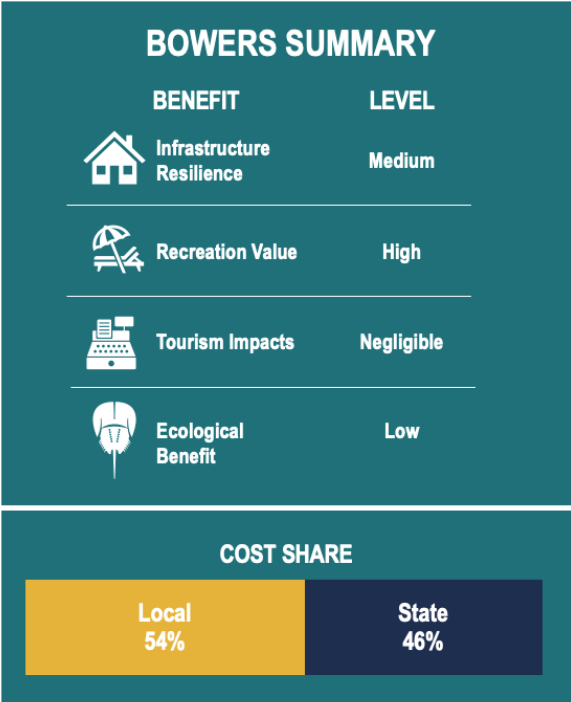 BOWERS SUMMARY
BENEFIT LEVEL
Infrastructure
Resilience
Medium
Recreation Value High
Tourism Impacts Negligible
Ecological
Benefit
Low
COST SHARE
Local
54%
State
46%